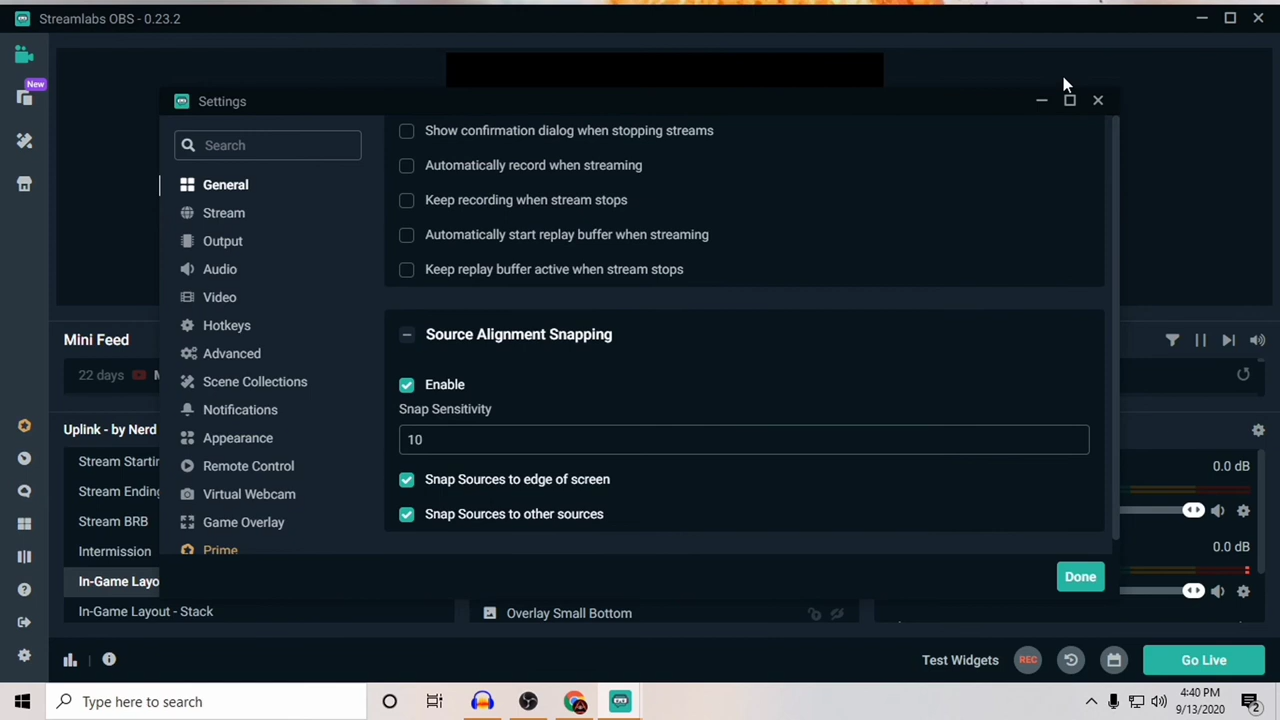 Streamlabs OBS - 0.23.2
New
Settings
Search
General
Stream
Output
Audio
Video
Hotkeys
Advanced
Scene Collections
Notifications
Appearance
Remote Control
Virtual Webcam
Game Overlay
Prime
Show confirmation dialog when stopping streams
Automatically record when streaming
Keep recording when stream stops
Automatically start replay buffer when streaming
Keep replay buffer active when stream stops
Source Alignment Snapping
Enable
Snap Sensitivity
10
Snap Sources to edge of screen
Snap Sources to other sources
Done
Mini Feed
22 days
Uplink - by Nerd
Stream Starti
Stream Ending
Stream BRB
Intermission
In-Game Layo
In-Game Layout - Stack
Overlay Small Bottom
0.0 dB
0.0 dB
Test Widgets
REC
Go Live
Type here to search
4:40 PM
9/13/2020
2